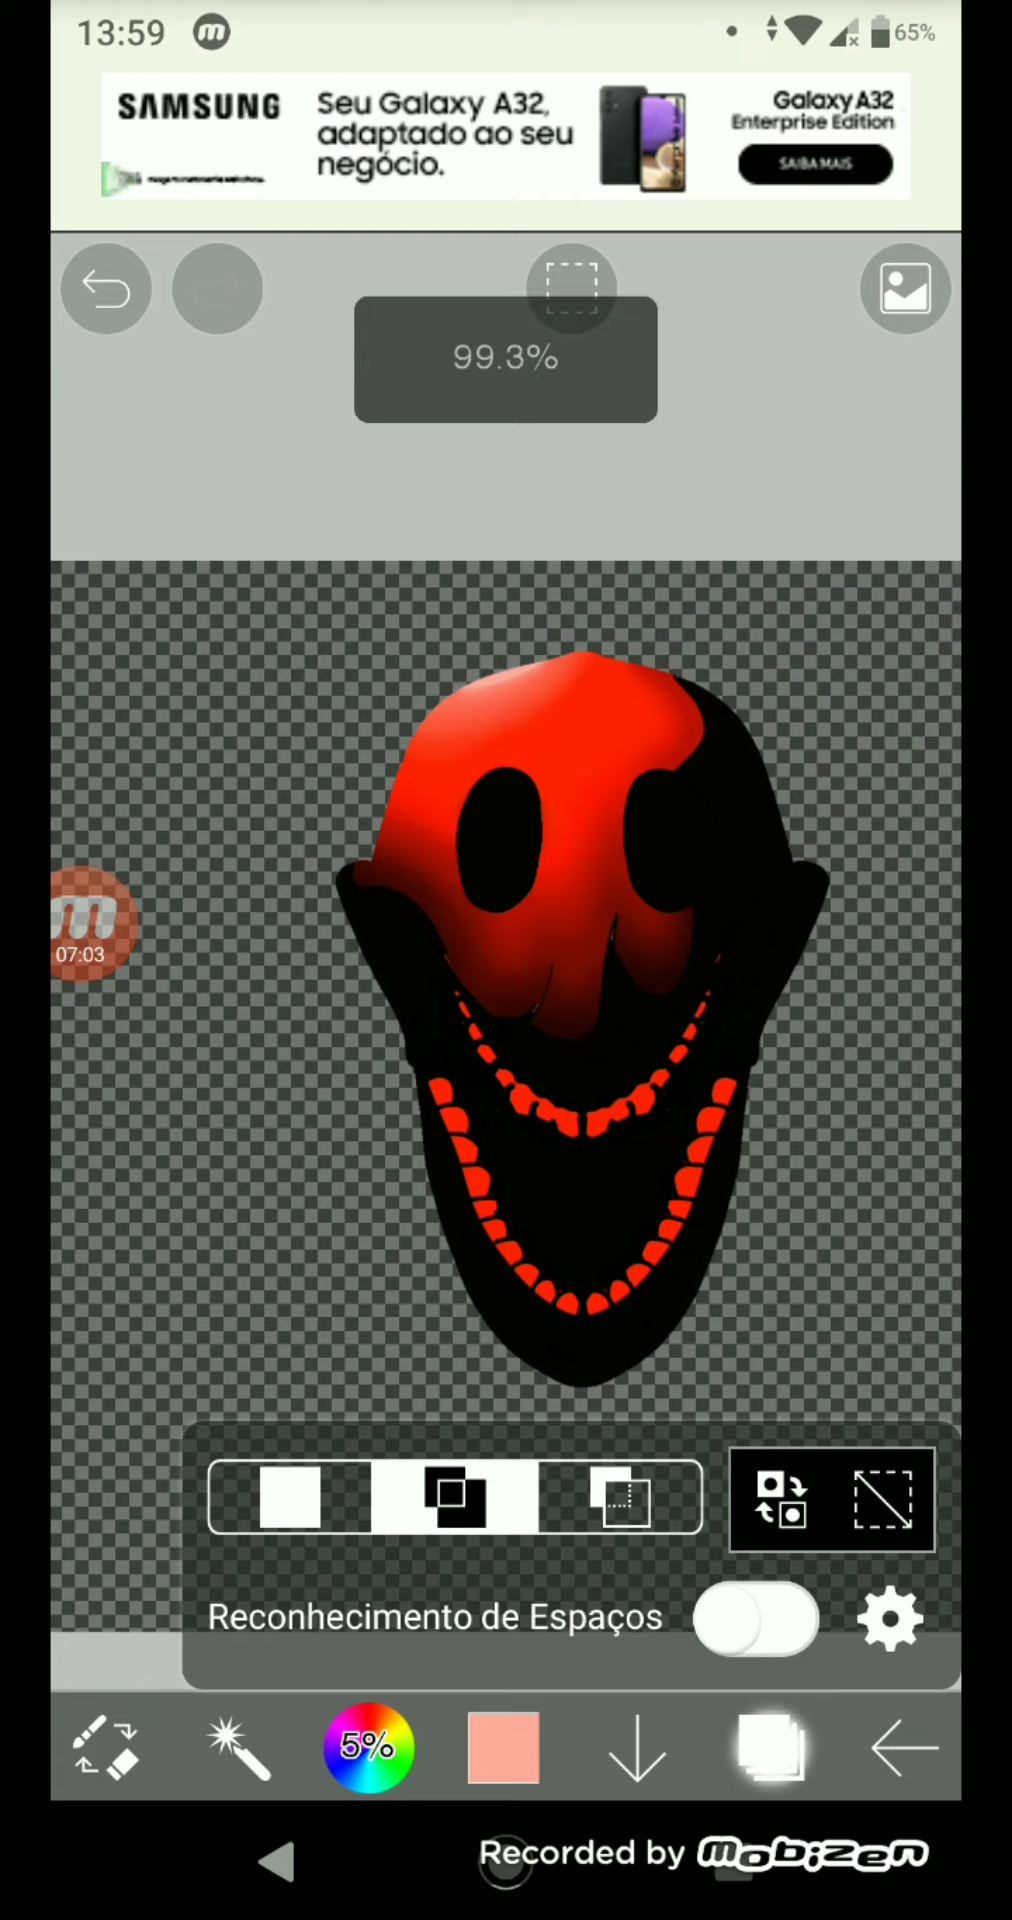 13:59
65%
SAMSUNG
Seu Galaxy A32,
adaptado ao seu
negócio.
Galaxy A32
Enterprise Edition
SAIBA MAIS
99.3%
07:03
Reconhecimento de Espaços
5%
Recorded by mobizen